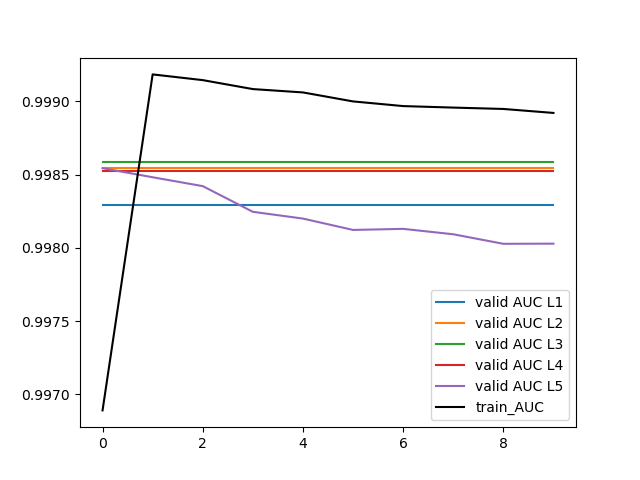 0.9990
0.9985
0.9980
0.9975
0.9970
0
2
4
6
8
valid AUC L1
valid AUC L2
valid AUC L3
valid AUC L4
valid AUC L5
train_AUC